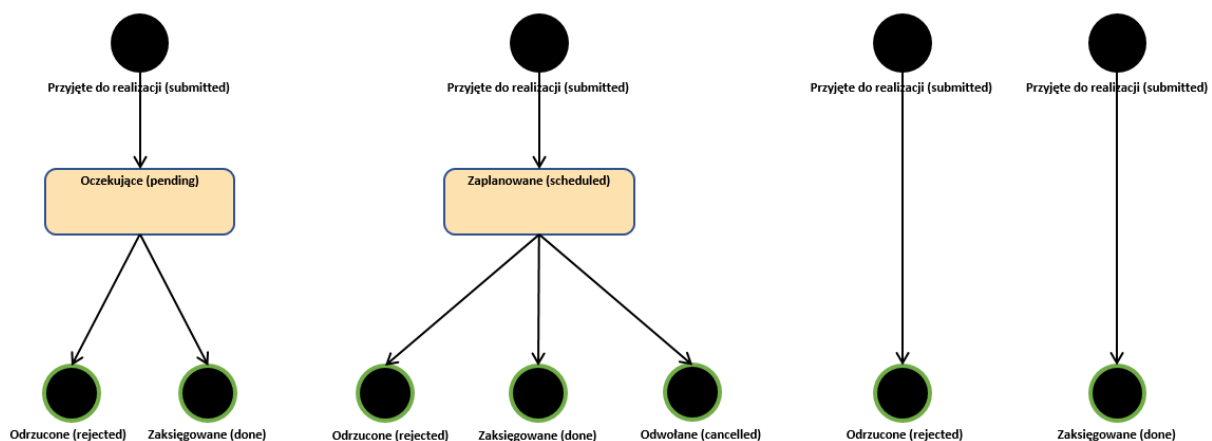 Przyjęte do realizacji (submitted)
Przyjęte do realizacji (submitted)
Przyjęte do realizacji (submitted)
Przyjęte do realizacji (submitted)
Oczekujące (pending)
Zaplanowane (scheduled)
Odrzucone (rejected)
Zaksięgowane (done)
Odrzucone (rejected)
Zaksięgowane (done)
Odwołane (cancelled)
Odrzucone (rejected)
Zaksięgowane (done)